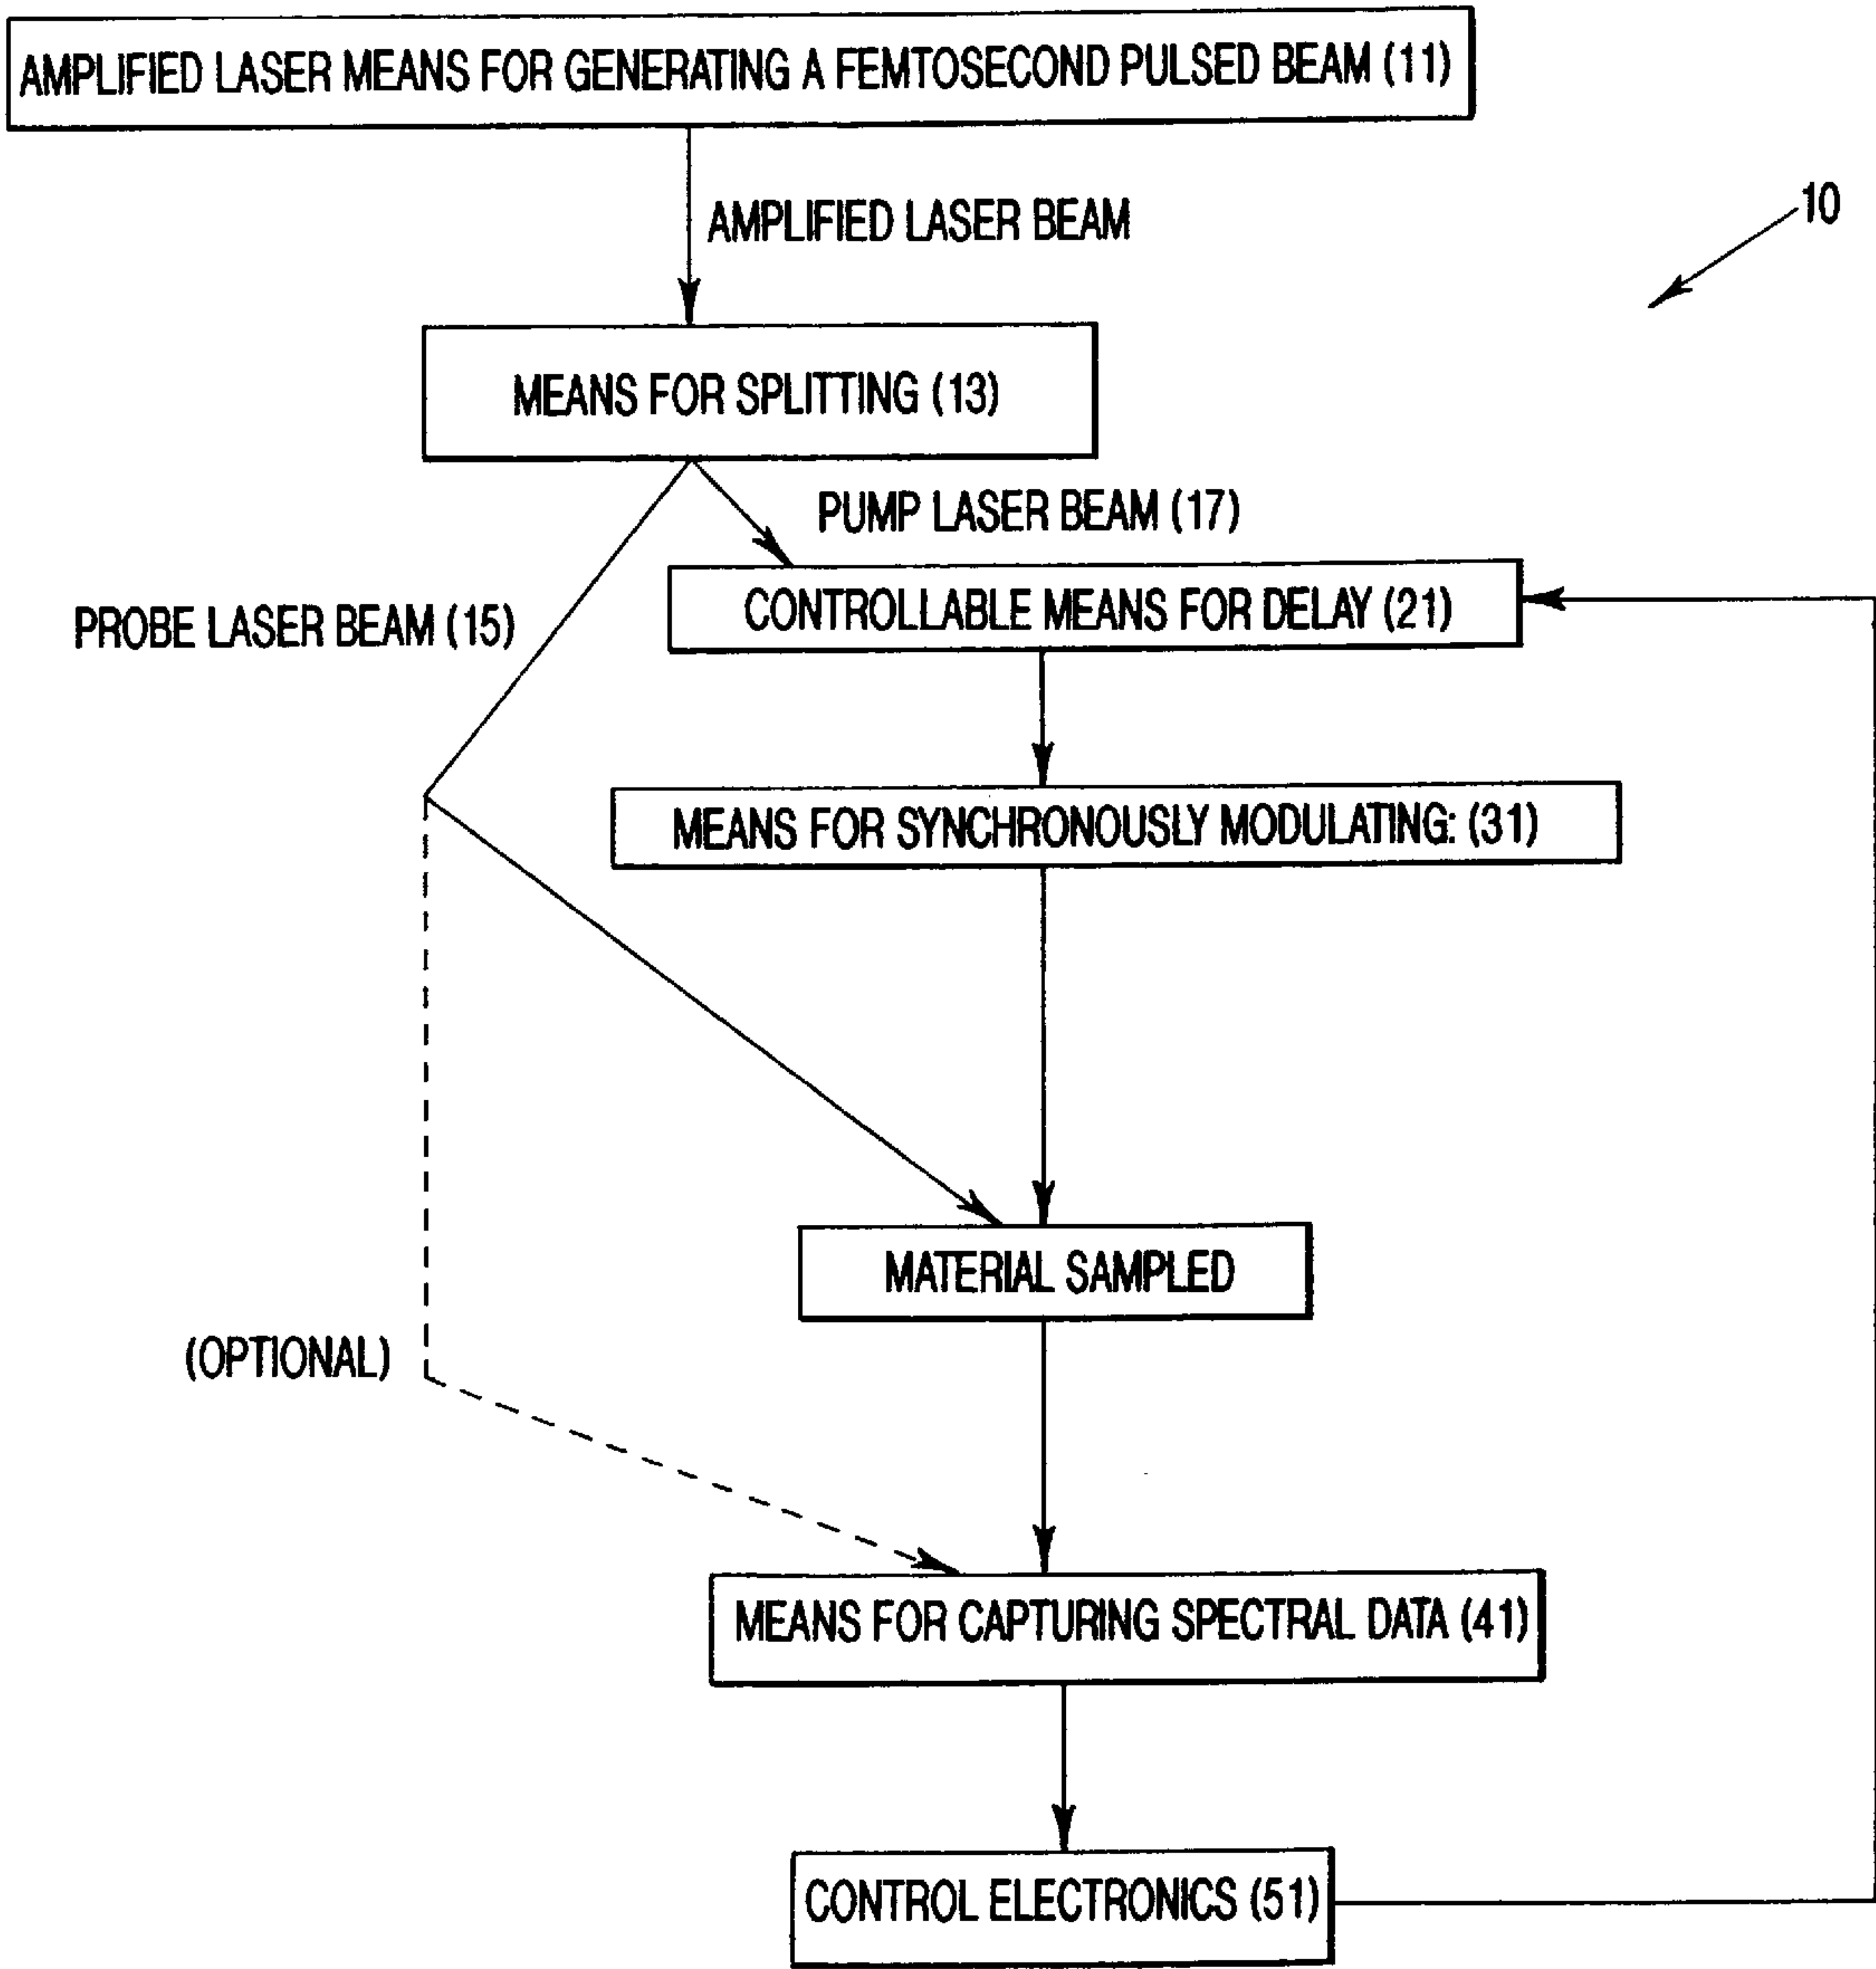 AMPLIFIED LASER MEANS FOR GENERATING A FEMTOSECOND PULSED BEAM (11)
10
AMPLIFIED LASER BEAM
MEANS FOR SPLITTING (13)
PUMP LASER BEAM (17)
CONTROLLABLE MEANS FOR DELAY (21)
PROBE LASER BEAM (15)
MEANS FOR SYNCHRONOUSLY MODULATING: (31)
MATERIAL SAMPLED
(OPTIONAL)
MEANS FOR CAPTURING SPECTRAL DATA (41)
CONTROL ELECTRONICS (51)